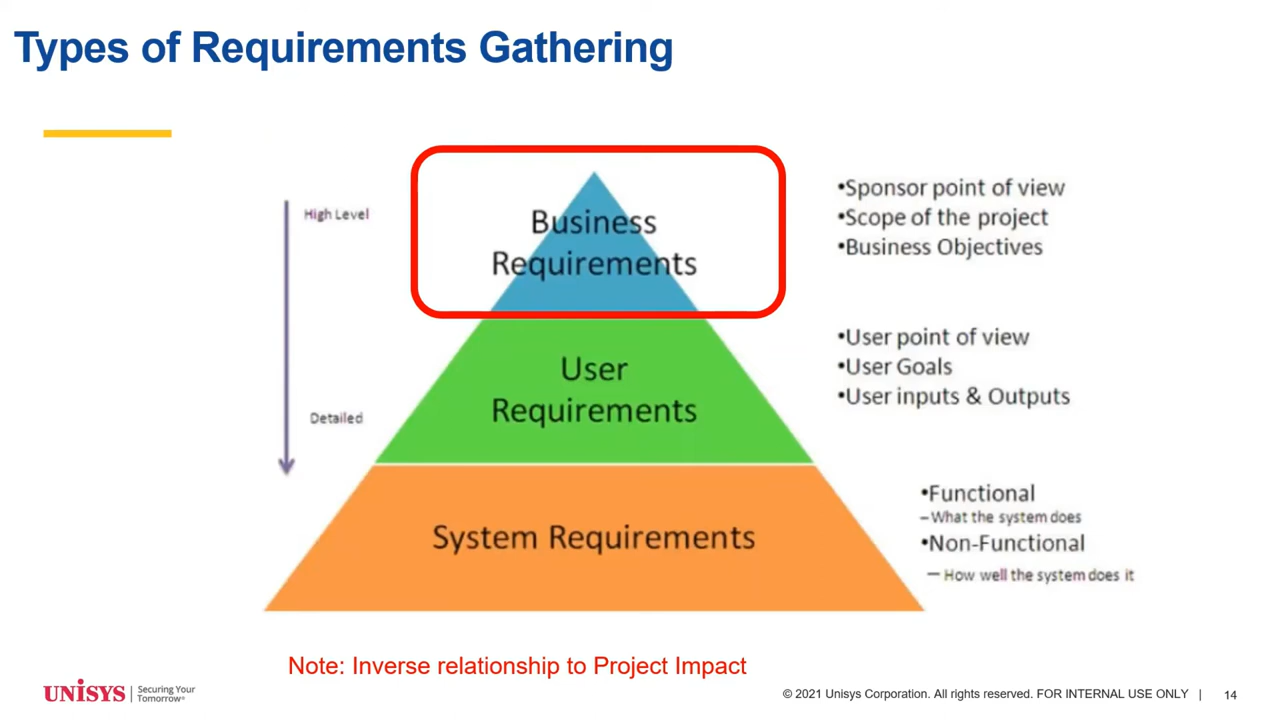 Types of Requirements Gathering
High Level
Detailed
Business
Requirements
•Sponsor point of view
•Scope of the project
•Business Objectives
User
Requirements
•User point of view
•User Goals
•User inputs & Outputs
System Requirements
•Functional
–What the system does
•Non-Functional
– How well the system does it
Note: Inverse relationship to Project Impact
UNISYS
Securing Your
Tomorrow®
© 2021 Unisys Corporation. All rights reserved. FOR INTERNAL USE ONLY | 14